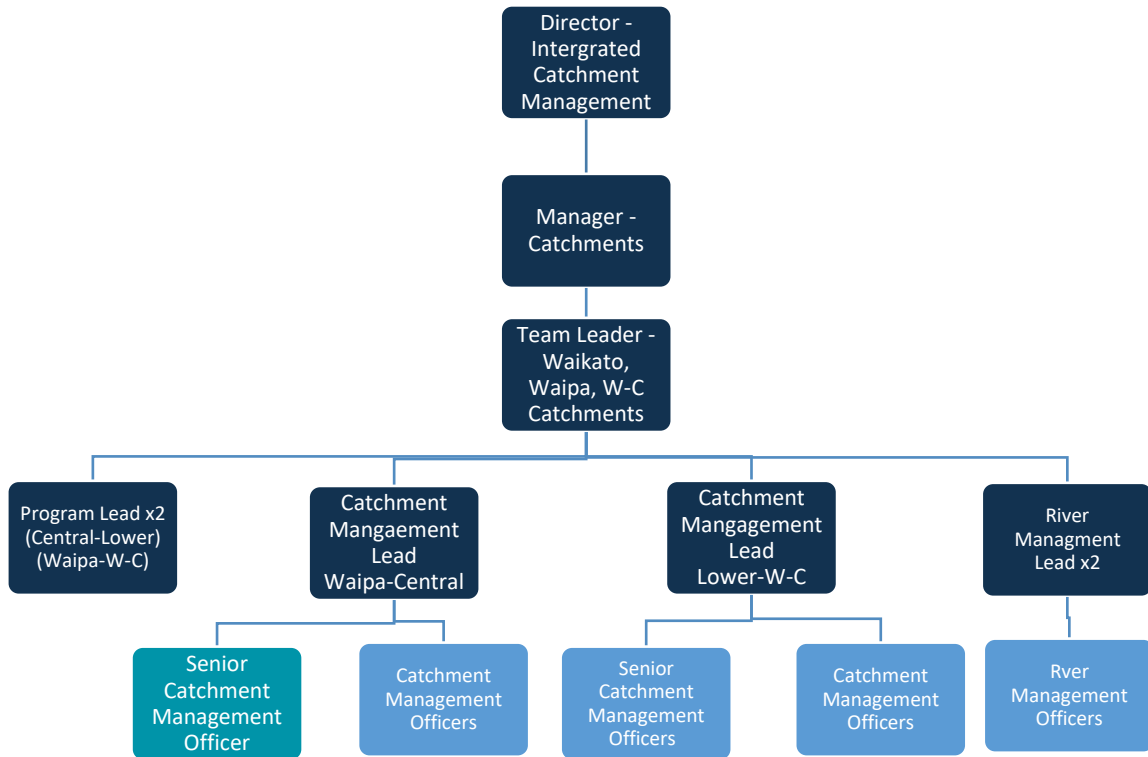 Director -
Intergrated
Catchment
Management
Manager -
Catchments
Team Leader -
Waikato,
Waipa, W-C
Catchments
Program Lead x2
(Central-Lower)
(Waipa-W-C)
Catchment
Mangaement
Lead
Waipa-Central
Catchment
Mangagement
Lead
Lower-W-C
River
Managment
Lead x2
Senior
Catchment
Management
Officer
Catchment
Management
Officers
Senior
Catchment
Management
Officers
Catchment
Management
Officers
Rver
Management
Officers